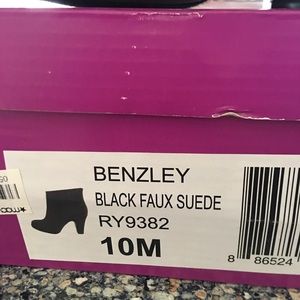 BENZLEY
BLACK FAUX SUEDE
RY9382
10M
8 86524